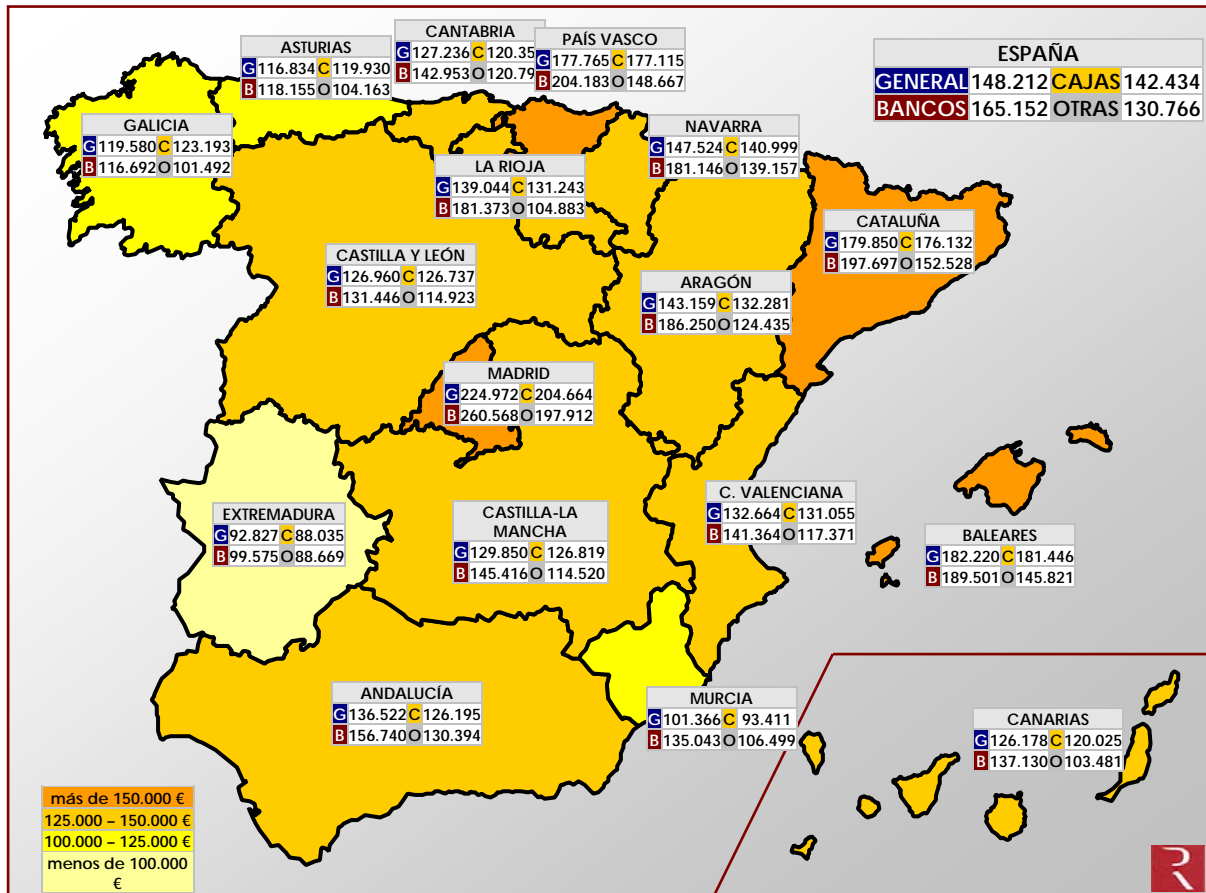 ESPAÑA
GENERAL 148.212 CAJAS 142.434
BANCOS 165.152 OTRAS 130.766
ASTURIAS
G 116.834 C 119.930
B 118.155 O 104.163
CANTABRIA
G 127.236 C 120.35
B 142.953 O 120.79
PAÍS VASCO
G 177.765 C 177.115
B 204.183 O 148.667
GALICIA
G 119.580 C 123.193
B 116.692 O 101.492
NAVARRA
G 147.524 C 140.999
B 181.146 O 139.157
LA RIOJA
G 139.044 C 131.243
B 181.373 O 104.883
CATALUÑA
G 179.850 C 176.132
B 197.697 O 152.528
CASTILLA Y LEÓN
G 126.960 C 126.737
B 131.446 O 114.923
ARAGÓN
G 143.159 C 132.281
B 186.250 O 124.435
MADRID
G 224.972 C 204.664
B 260.568 O 197.912
EXTREMADURA
G 92.827 C 88.035
B 99.575 O 88.669
CASTILLA-LA
MANCHA
G 129.850 C 126.819
B 145.416 O 114.520
C. VALENCIANA
G 132.664 C 131.055
B 141.364 O 117.371
BALEARES
G 182.220 C 181.446
B 189.501 O 145.821
ANDALUCÍA
G 136.522 C 126.195
B 156.740 O 130.394
MURCIA
G 101.366 C 93.411
B 135.043 O 106.499
CANARIAS
G 126.178 C 120.025
B 137.130 O 103.481
más de 150.000 €
125.000 – 150.000 €
100.000 – 125.000 €
menos de 100.000
€
R